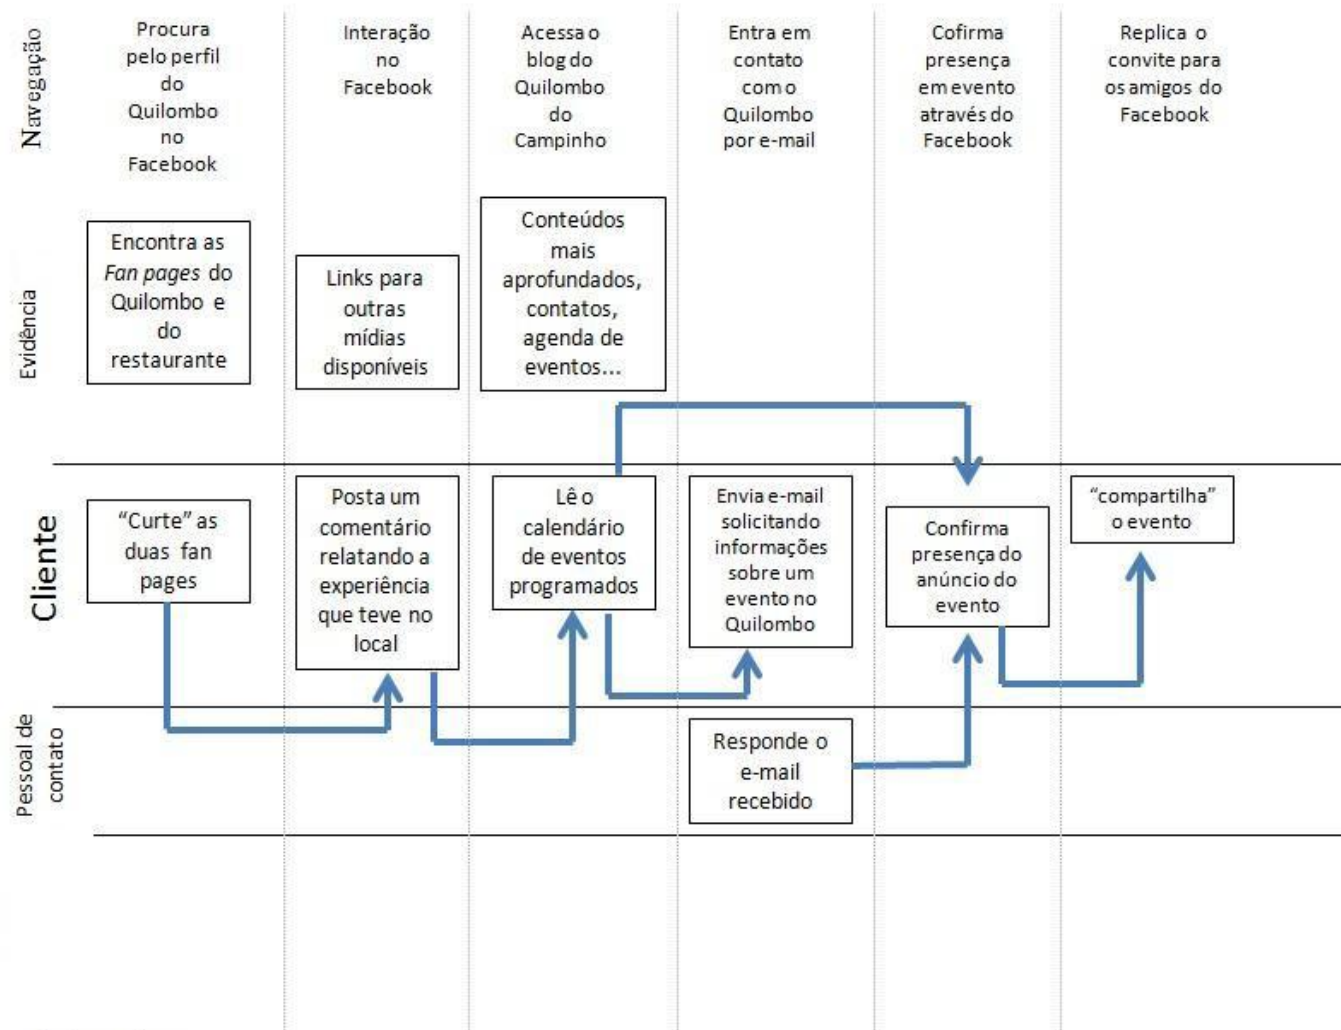 Navegação
Procura
pelo perfil
do
Quilombo
no
Facebook
Interação
no
Facebook
Acessa o
blog do
Quilombo
do
Campinho
Entra em
contato
com o
Quilombo
por e-mail
Cofirma
presença
em evento
através do
Facebook
Replica o
convite para
os amigos do
Facebook
Evidência
Encontra as
Fan pages do
Quilombo e
do
restaurante
Links para
outras
mídias
disponíveis
Conteúdos
mais
aprofundados,
contatos,
agenda de
eventos...
Cliente
“Curte” as
duas fan
pages
Posta um
comentário
relatando a
experiência
que teve no
local
Lê o
calendário
de eventos
programados
Envia e-mail
solicitando
informações
sobre um
evento no
Quilombo
Confirma
presença do
anúncio do
evento
“compartilha”
o evento
Pessoal de
contato
Responde o
e-mail
recebido